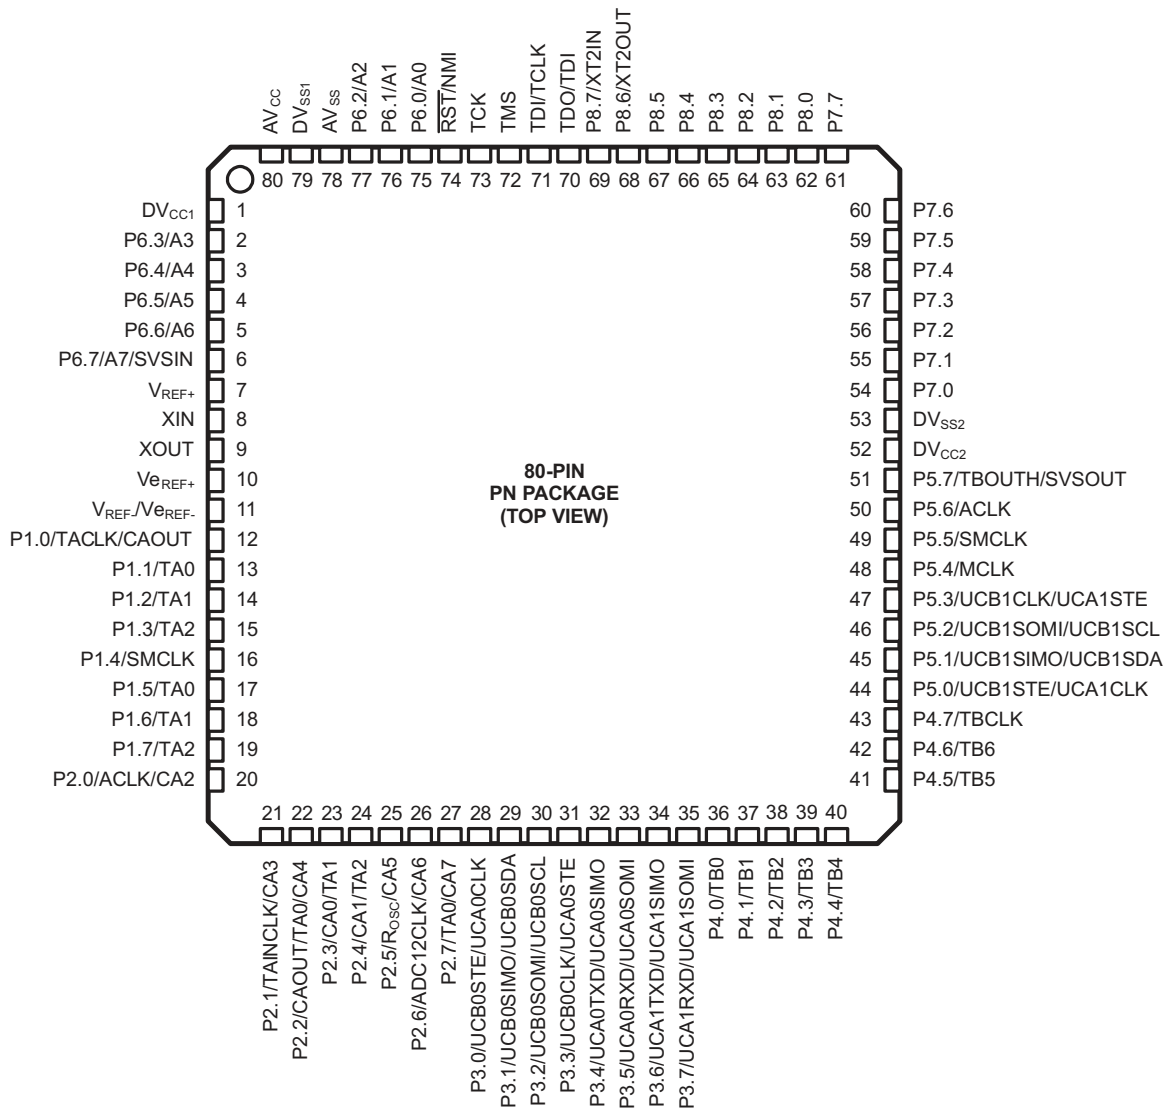 AVCC
DVSS1
AVSS
P6.2/A2
P6.1/A1
P6.0/A0
RST/NMI
TCK
TMS
TDI/TCLK
TDO/TDI
P8.7/XT2IN
P8.6/XT2OUT
P8.5
P8.4
P8.3
P8.2
P8.1
P8.0
P7.7
80 79 78 77 76 75 74 73 72 71 70 69 68 67 66 65 64 63 62 61
DVCC1 1 60 P7.6
P6.3/A3 2 59 P7.5
P6.4/A4 3 58 P7.4
P6.5/A5 4 57 P7.3
P6.6/A6 5 56 P7.2
P6.7/A7/SVSIN 6 55 P7.1
VREF+ 7 54 P7.0
XIN 8 53 DVSS2
XOUT 9 52 DVCC2
VeREF+ 10 51 P5.7/TBOUTH/SVSOUT
VREF-/VeREF- 11 50 P5.6/ACLK
P1.0/TACLK/CAOUT 12 49 P5.5/SMCLK
P1.1/TA0 13 48 P5.4/MCLK
P1.2/TA1 14 47 P5.3/UCB1CLK/UCA1STE
P1.3/TA2 15 46 P5.2/UCB1SOMI/UCB1SCL
P1.4/SMCLK 16 45 P5.1/UCB1SIMO/UCB1SDA
P1.5/TA0 17 44 P5.0/UCB1STE/UCA1CLK
P1.6/TA1 18 43 P4.7/TBCLK
P1.7/TA2 19 42 P4.6/TB6
P2.0/ACLK/CA2 20 41 P4.5/TB5
80-PIN
PN PACKAGE
(TOP VIEW)
21 22 23 24 25 26 27 28 29 30 31 32 33 34 35 36 37 38 39 40
P2.1/TAINCLK/CA3
P2.2/CAOUT/TA0/CA4
P2.3/CA0/TA1
P2.4/CA1/TA2
P2.5/ROSC/CA5
P2.6/ADC12CLK/CA6
P2.7/TA0/CA7
P3.0/UCB0STE/UCA0CLK
P3.1/UCB0SIMO/UCB0SDA
P3.2/UCB0SOMI/UCB0SCL
P3.3/UCB0CLK/UCA0STE
P3.4/UCA0TXD/UCA0SIMO
P3.5/UCA0RXD/UCA0SOMI
P3.6/UCA1TXD/UCA1SIMO
P3.7/UCA1RXD/UCA1SOMI
P4.0/TB0
P4.1/TB1
P4.2/TB2
P4.3/TB3
P4.4/TB4